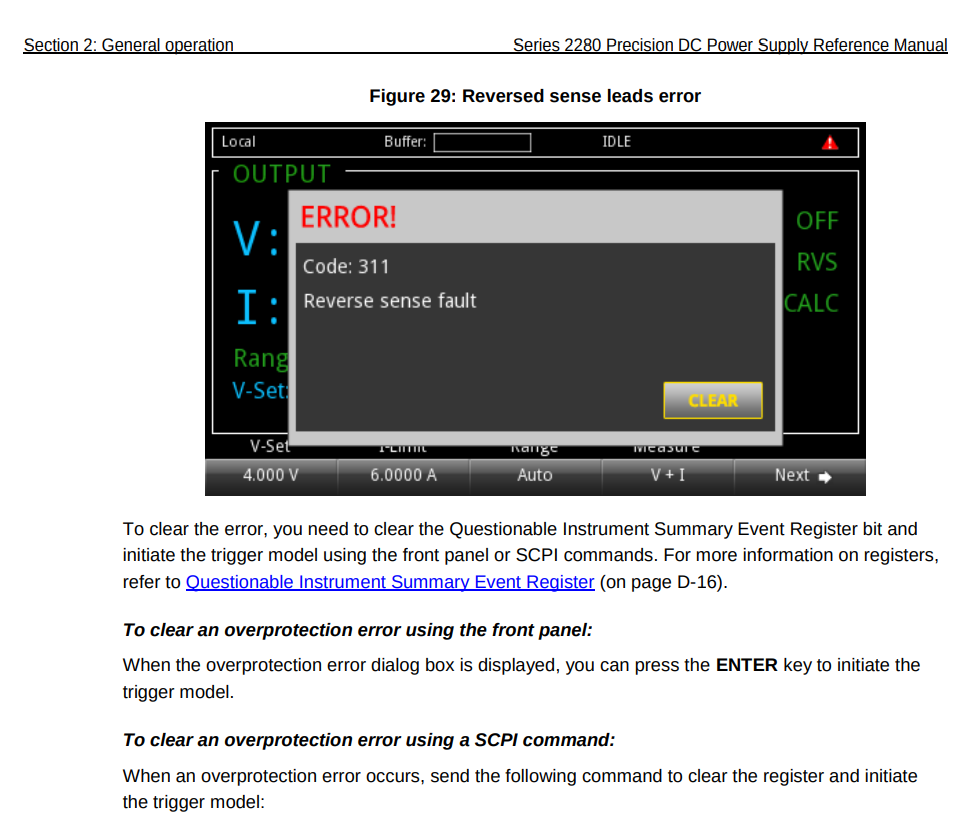 Section 2: General operation Series 2280 Precision DC Power Supply Reference Manual
Figure 29: Reversed sense leads error
Local Buffer: IDLE
OUTPUT
ERROR!
V: OFF
Code: 311 RVS
Reverse sense fault
I: CALC
Rang
V-Set:
CLEAR
V-Set I-Limit Range Measure
4.000 V 6.0000 A Auto V + I Next
To clear the error, you need to clear the Questionable Instrument Summary Event Register bit and
initiate the trigger model using the front panel or SCPI commands. For more information on registers,
refer to Questionable Instrument Summary Event Register (on page D-16).
To clear an overprotection error using the front panel:
When the overprotection error dialog box is displayed, you can press the ENTER key to initiate the
trigger model.
To clear an overprotection error using a SCPI command:
When an overprotection error occurs, send the following command to clear the register and initiate
the trigger model: